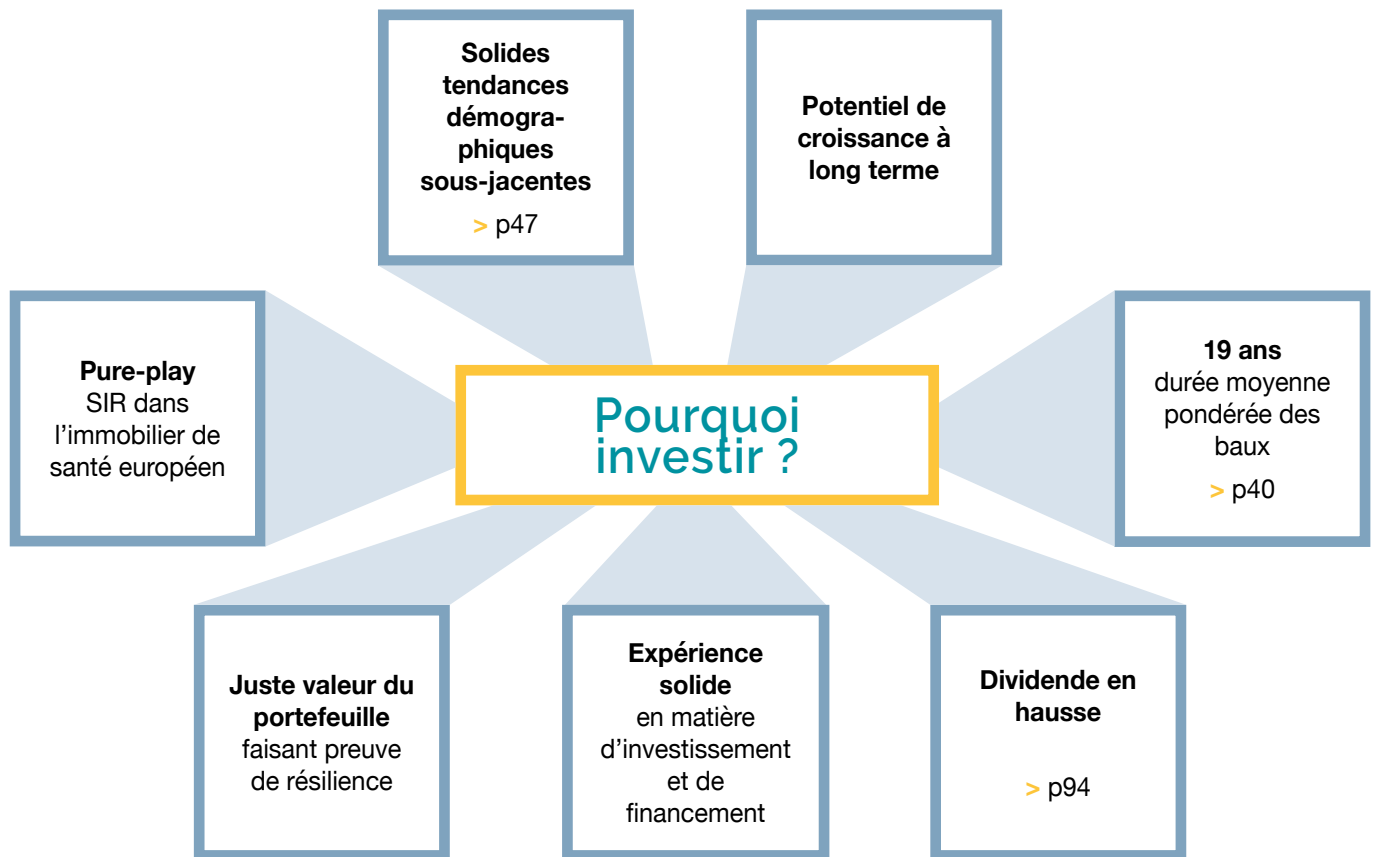 Solides
tendances
démogra-
phiques
sous-jacentes
> p47
Potentiel de
croissance à
long terme
Pure-play
SIR dans
l’immobilier de
santé européen
Pourquoi
investir ?
19 ans
durée moyenne
pondérée des
baux
> p40
Juste valeur du
portefeuille
faisant preuve
de résilience
Expérience
solide
en matière
d’investissement
et de
financement
Dividende en
hausse
> p94